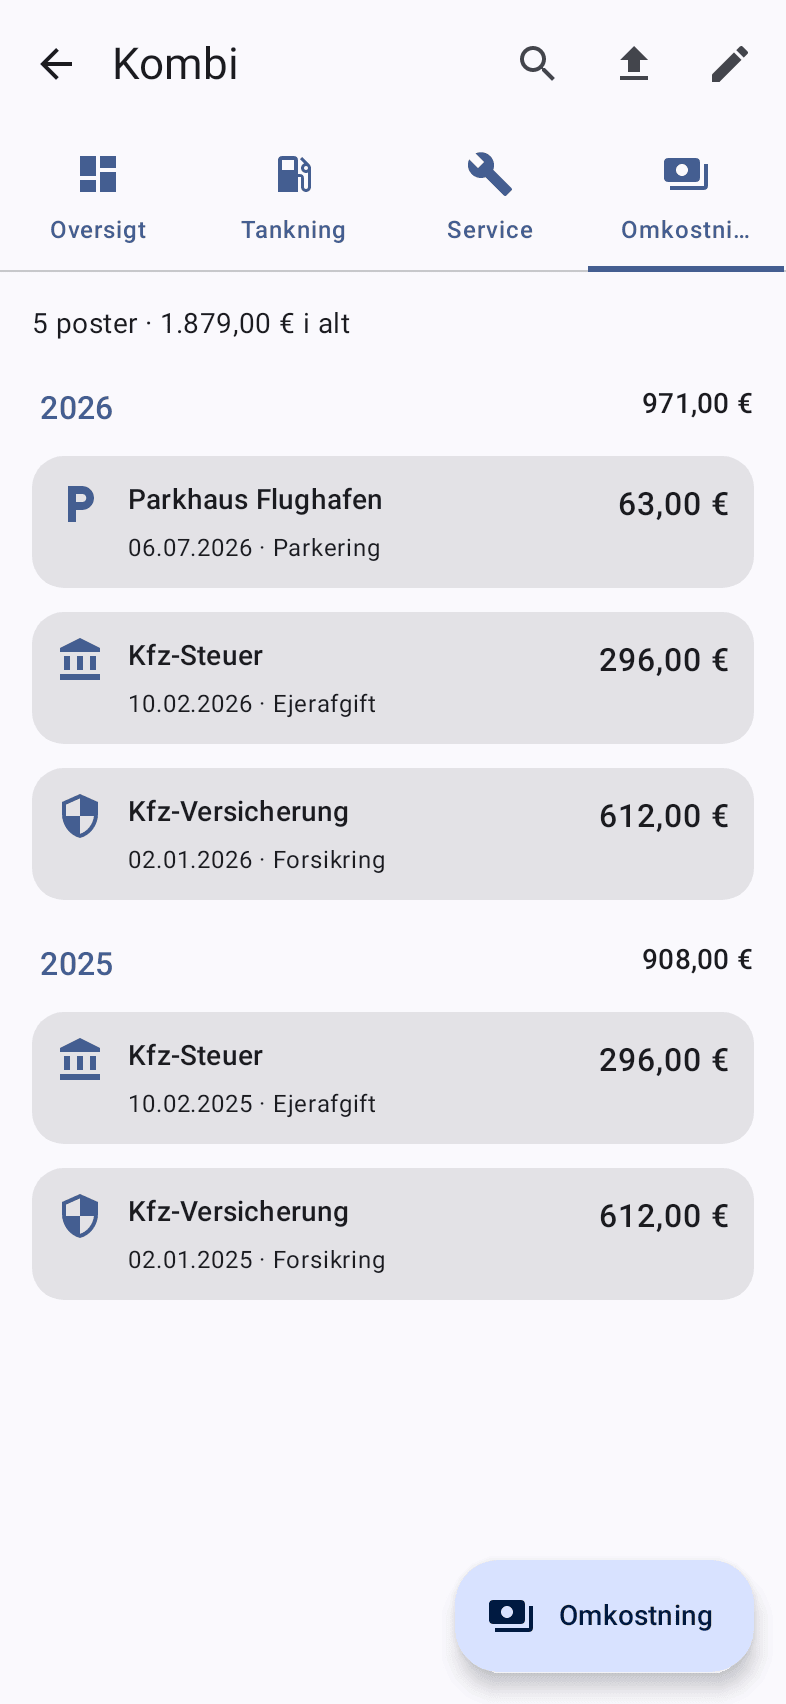 Kombi
Oversigt
Tankning
Service
Omkostni…
5 poster · 1.879,00 € i alt
2026
971,00 €
Parkhaus Flughafen
63,00 €
06.07.2026 · Parkering
Kfz-Steuer
296,00 €
10.02.2026 · Ejerafgift
Kfz-Versicherung
612,00 €
02.01.2026 · Forsikring
2025
908,00 €
Kfz-Steuer
296,00 €
10.02.2025 · Ejerafgift
Kfz-Versicherung
612,00 €
02.01.2025 · Forsikring
Omkostning